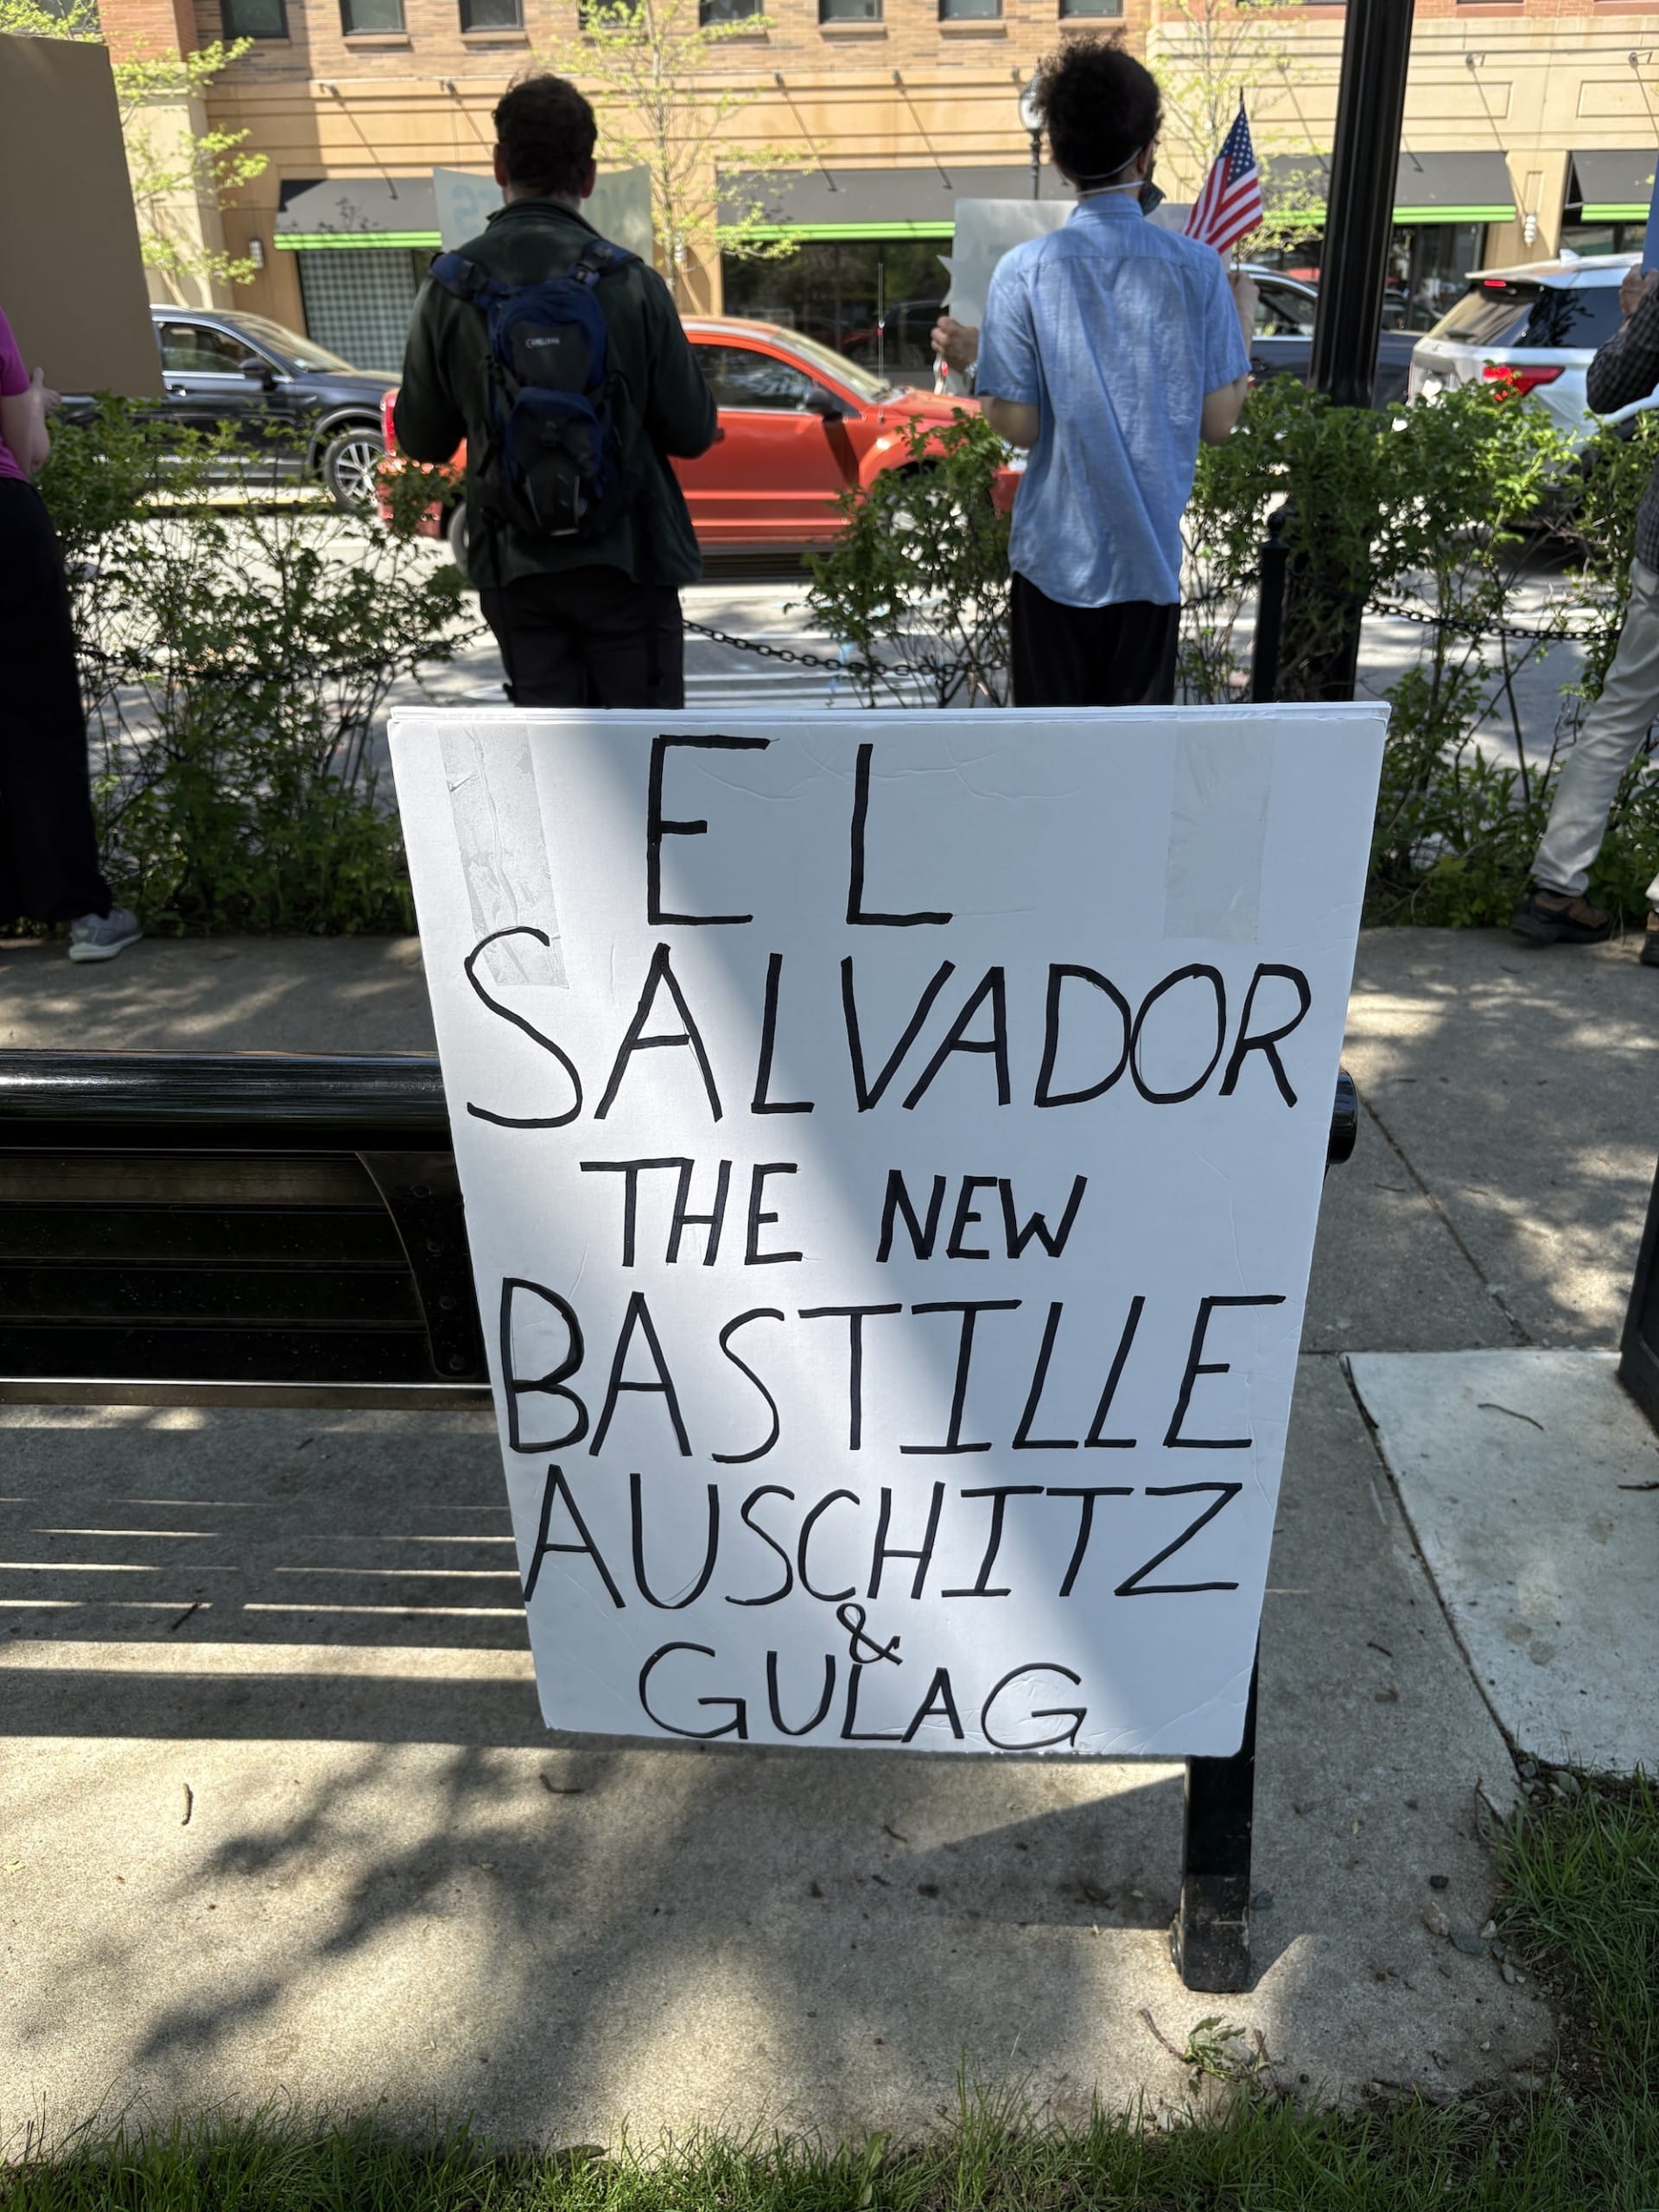 EL
SALVADOR
THE NEW
BASTILLE
AUSCHITZ
&
GULAG